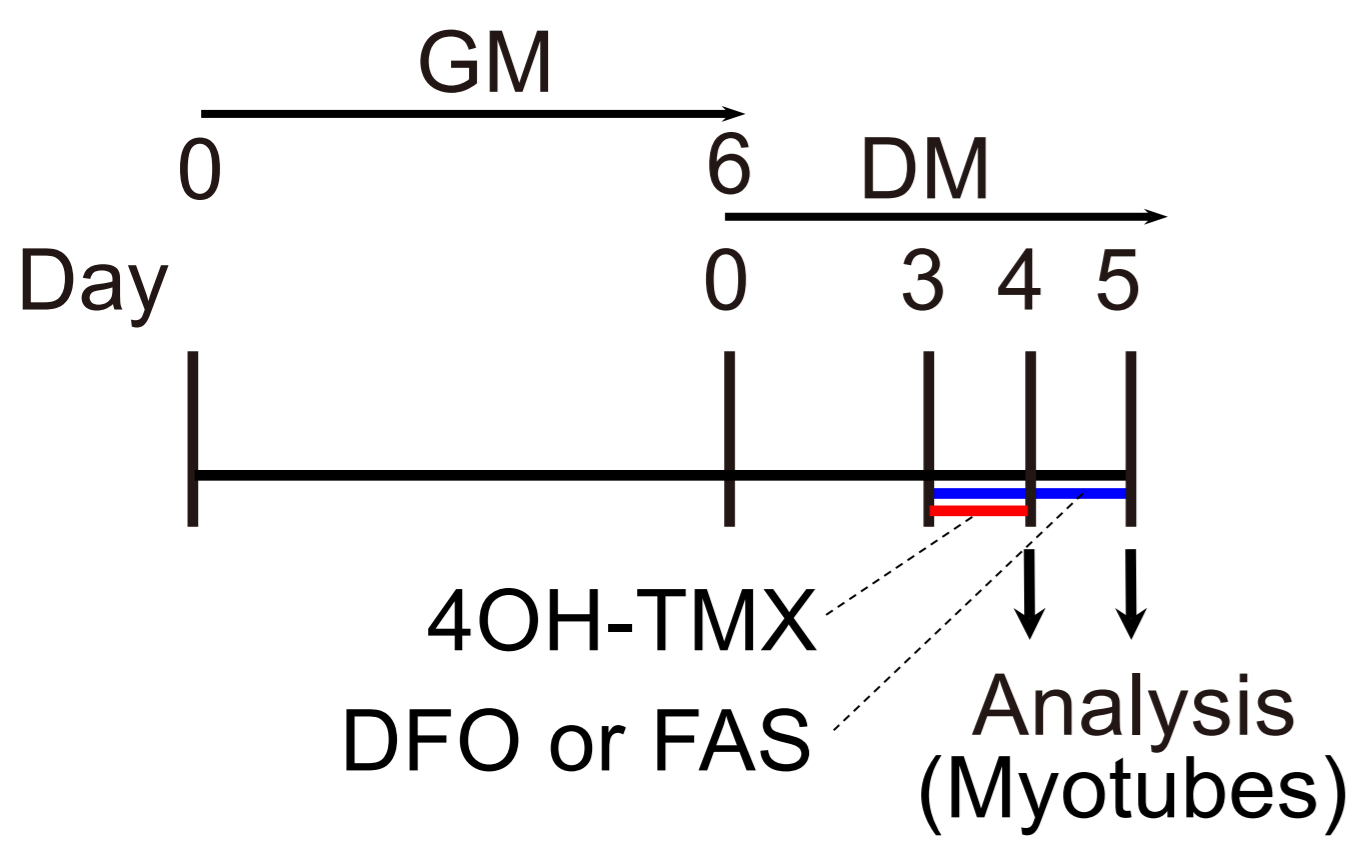 GM
0 6 DM
Day 0 3 4 5
4OH-TMX
DFO or FAS
Analysis
(Myotubes)